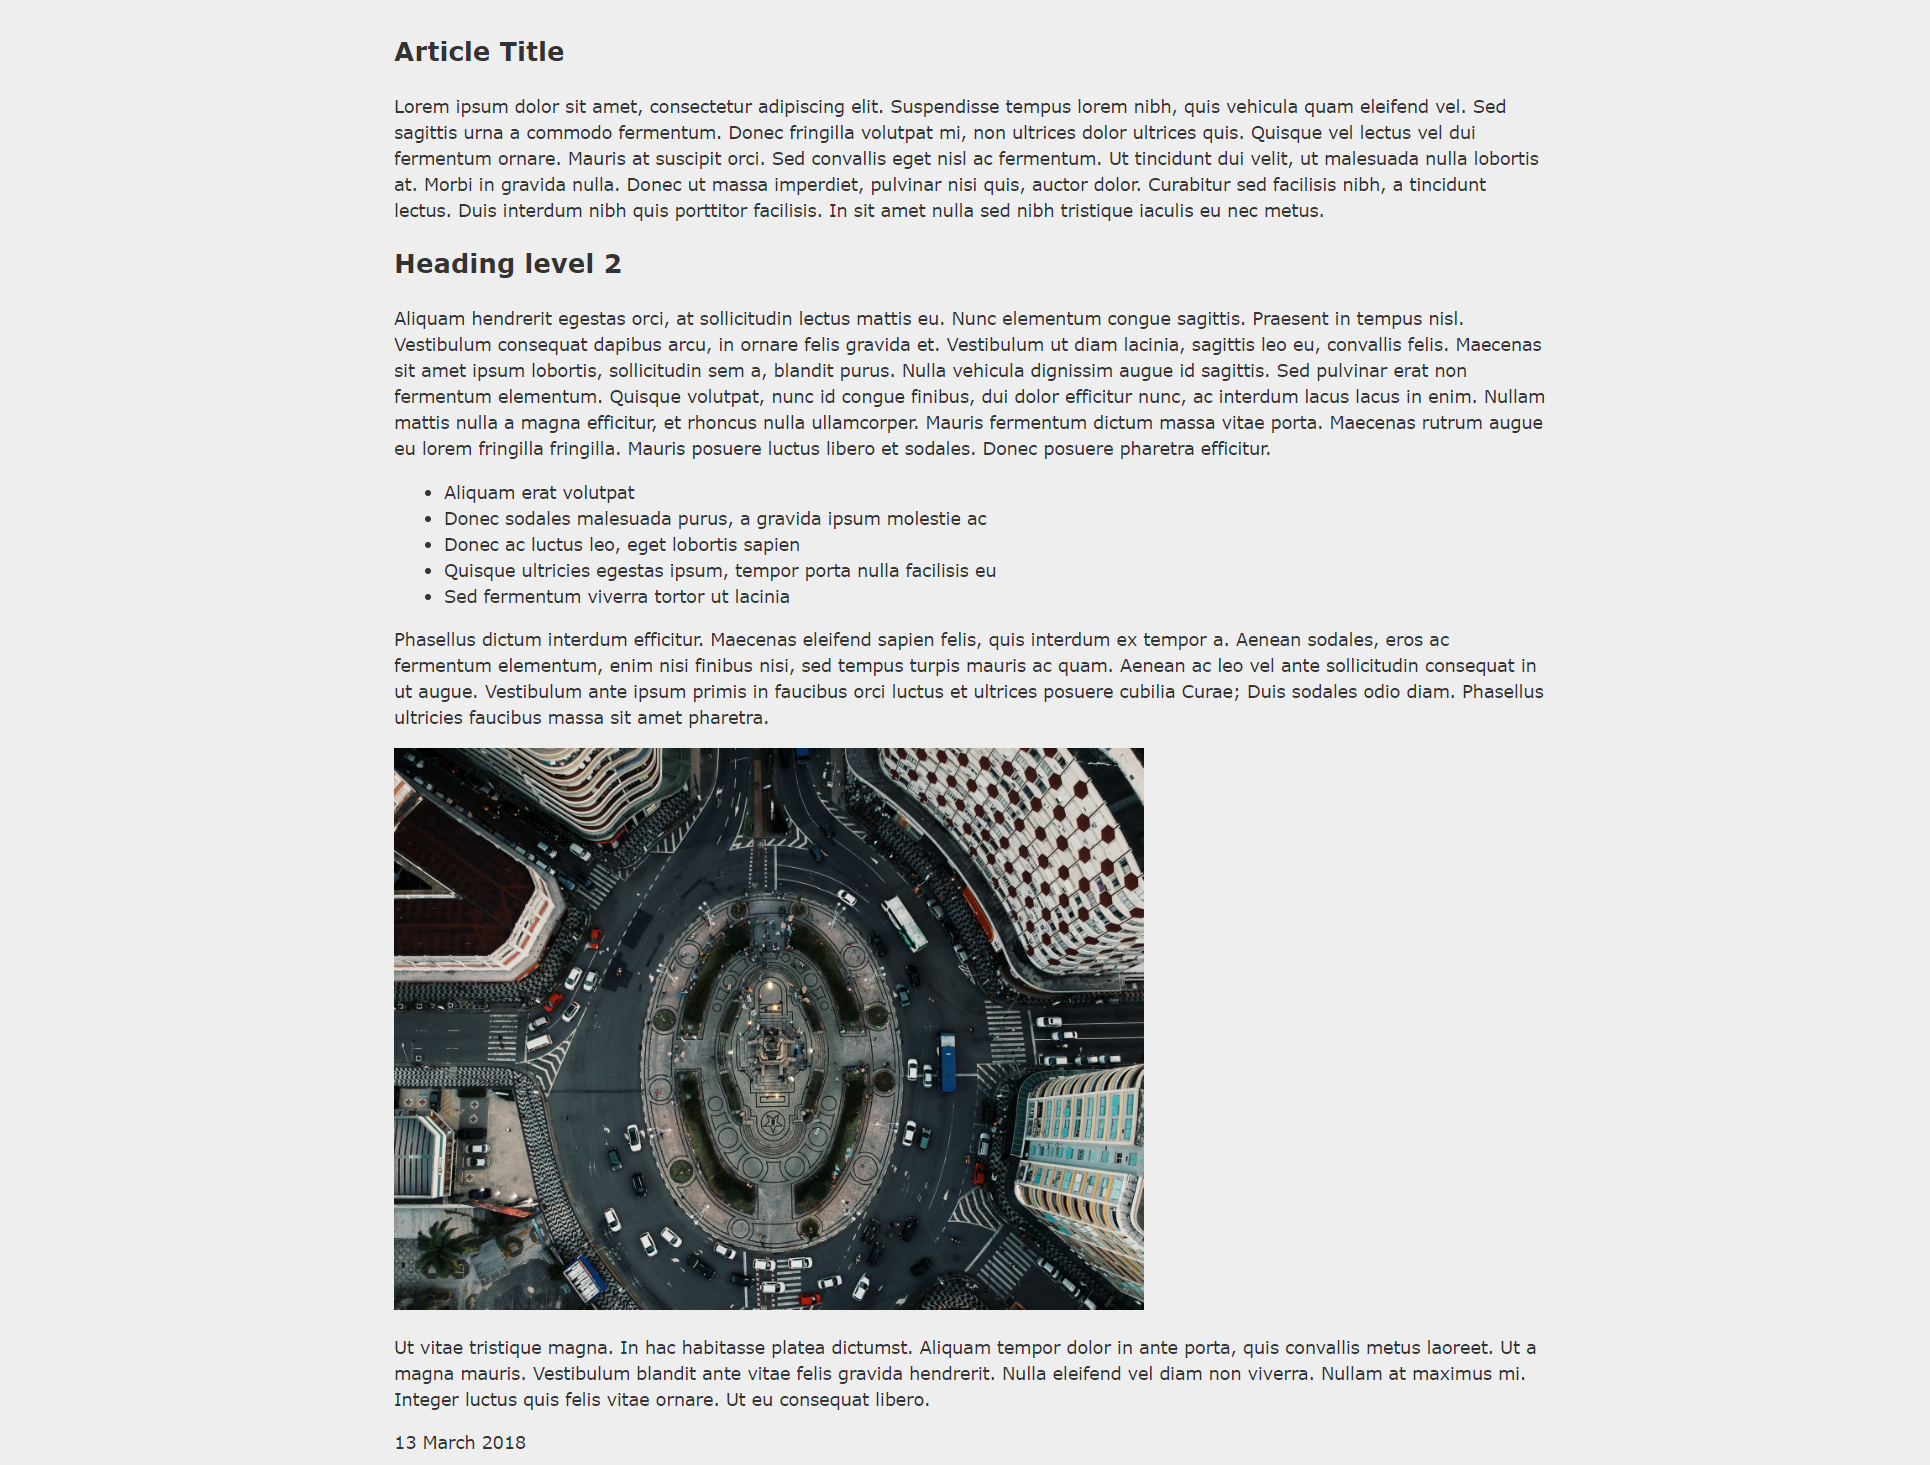 Article Title
Lorem ipsum dolor sit amet, consectetur adipiscing elit. Suspendisse tempus lorem nibh, quis vehicula quam eleifend vel. Sed
sagittis urna a commodo fermentum. Donec fringilla volutpat mi, non ultrices dolor ultrices quis. Quisque vel lectus vel dui
fermentum ornare. Mauris at suscipit orci. Sed convallis eget nisl ac fermentum. Ut tincidunt dui velit, ut malesuada nulla lobortis
at. Morbi in gravida nulla. Donec ut massa imperdiet, pulvinar nisi quis, auctor dolor. Curabitur sed facilisis nibh, a tincidunt
lectus. Duis interdum nibh quis porttitor facilisis. In sit amet nulla sed nibh tristique iaculis eu nec metus.
Heading level 2
Aliquam hendrerit egestas orci, at sollicitudin lectus mattis eu. Nunc elementum congue sagittis. Praesent in tempus nisl.
Vestibulum consequat dapibus arcu, in ornare felis gravida et. Vestibulum ut diam lacinia, sagittis leo eu, convallis felis. Maecenas
sit amet ipsum lobortis, sollicitudin sem a, blandit purus. Nulla vehicula dignissim augue id sagittis. Sed pulvinar erat non
fermentum elementum. Quisque volutpat, nunc id congue finibus, dui dolor efficitur nunc, ac interdum lacus lacus in enim. Nullam
mattis nulla a magna efficitur, et rhoncus nulla ullamcorper. Mauris fermentum dictum massa vitae porta. Maecenas rutrum augue
eu lorem fringilla fringilla. Mauris posuere luctus libero et sodales. Donec posuere pharetra efficitur.
• Aliquam erat volutpat
• Donec sodales malesuada purus, a gravida ipsum molestie ac
• Donec ac luctus leo, eget lobortis sapien
• Quisque ultricies egestas ipsum, tempor porta nulla facilisis eu
• Sed fermentum viverra tortor ut lacinia
Phasellus dictum interdum efficitur. Maecenas eleifend sapien felis, quis interdum ex tempor a. Aenean sodales, eros ac
fermentum elementum, enim nisi finibus nisi, sed tempus turpis mauris ac quam. Aenean ac leo vel ante sollicitudin consequat in
ut augue. Vestibulum ante ipsum primis in faucibus orci luctus et ultrices posuere cubilia Curae; Duis sodales odio diam. Phasellus
ultricies faucibus massa sit amet pharetra.
Ut vitae tristique magna. In hac habitasse platea dictumst. Aliquam tempor dolor in ante porta, quis convallis metus laoreet. Ut a
magna mauris. Vestibulum blandit ante vitae felis gravida hendrerit. Nulla eleifend vel diam non viverra. Nullam at maximus mi.
Integer luctus quis felis vitae ornare. Ut eu consequat libero.
13 March 2018